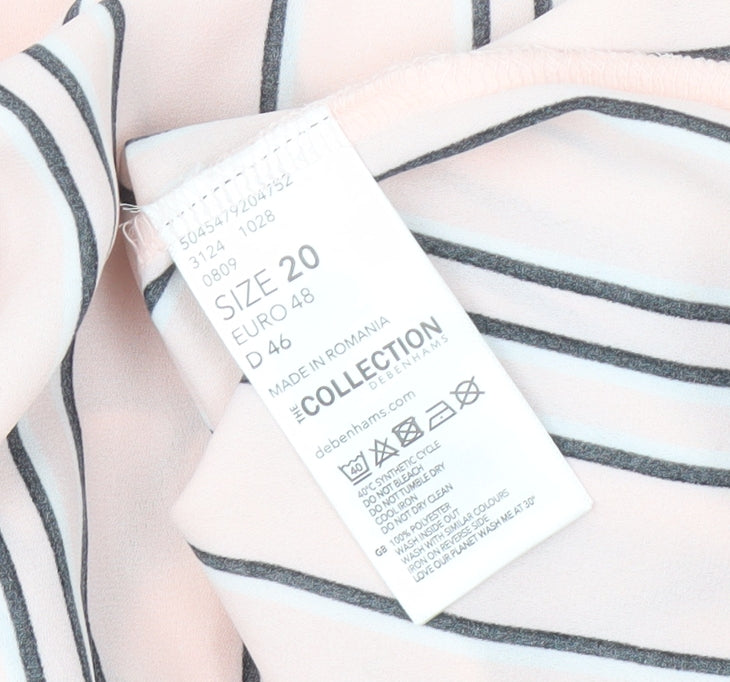 5045479204752
3124 1028
0809
SIZE 20
EURO 48
D 46
MADE IN ROMANIA
THE COLLECTION
DEBENHAMS
debenhams.com
40
40°C SYNTHETIC CYCLE
DO NOT BLEACH
DO NOT TUMBLE DRY
COOL IRON
DO NOT DRY CLEAN
GB 100% POLYESTER
WASH INSIDE OUT
WASH WITH SIMILAR COLOURS
IRON ON REVERSE SIDE
LOVE OUR PLANET WASH ME AT 30°